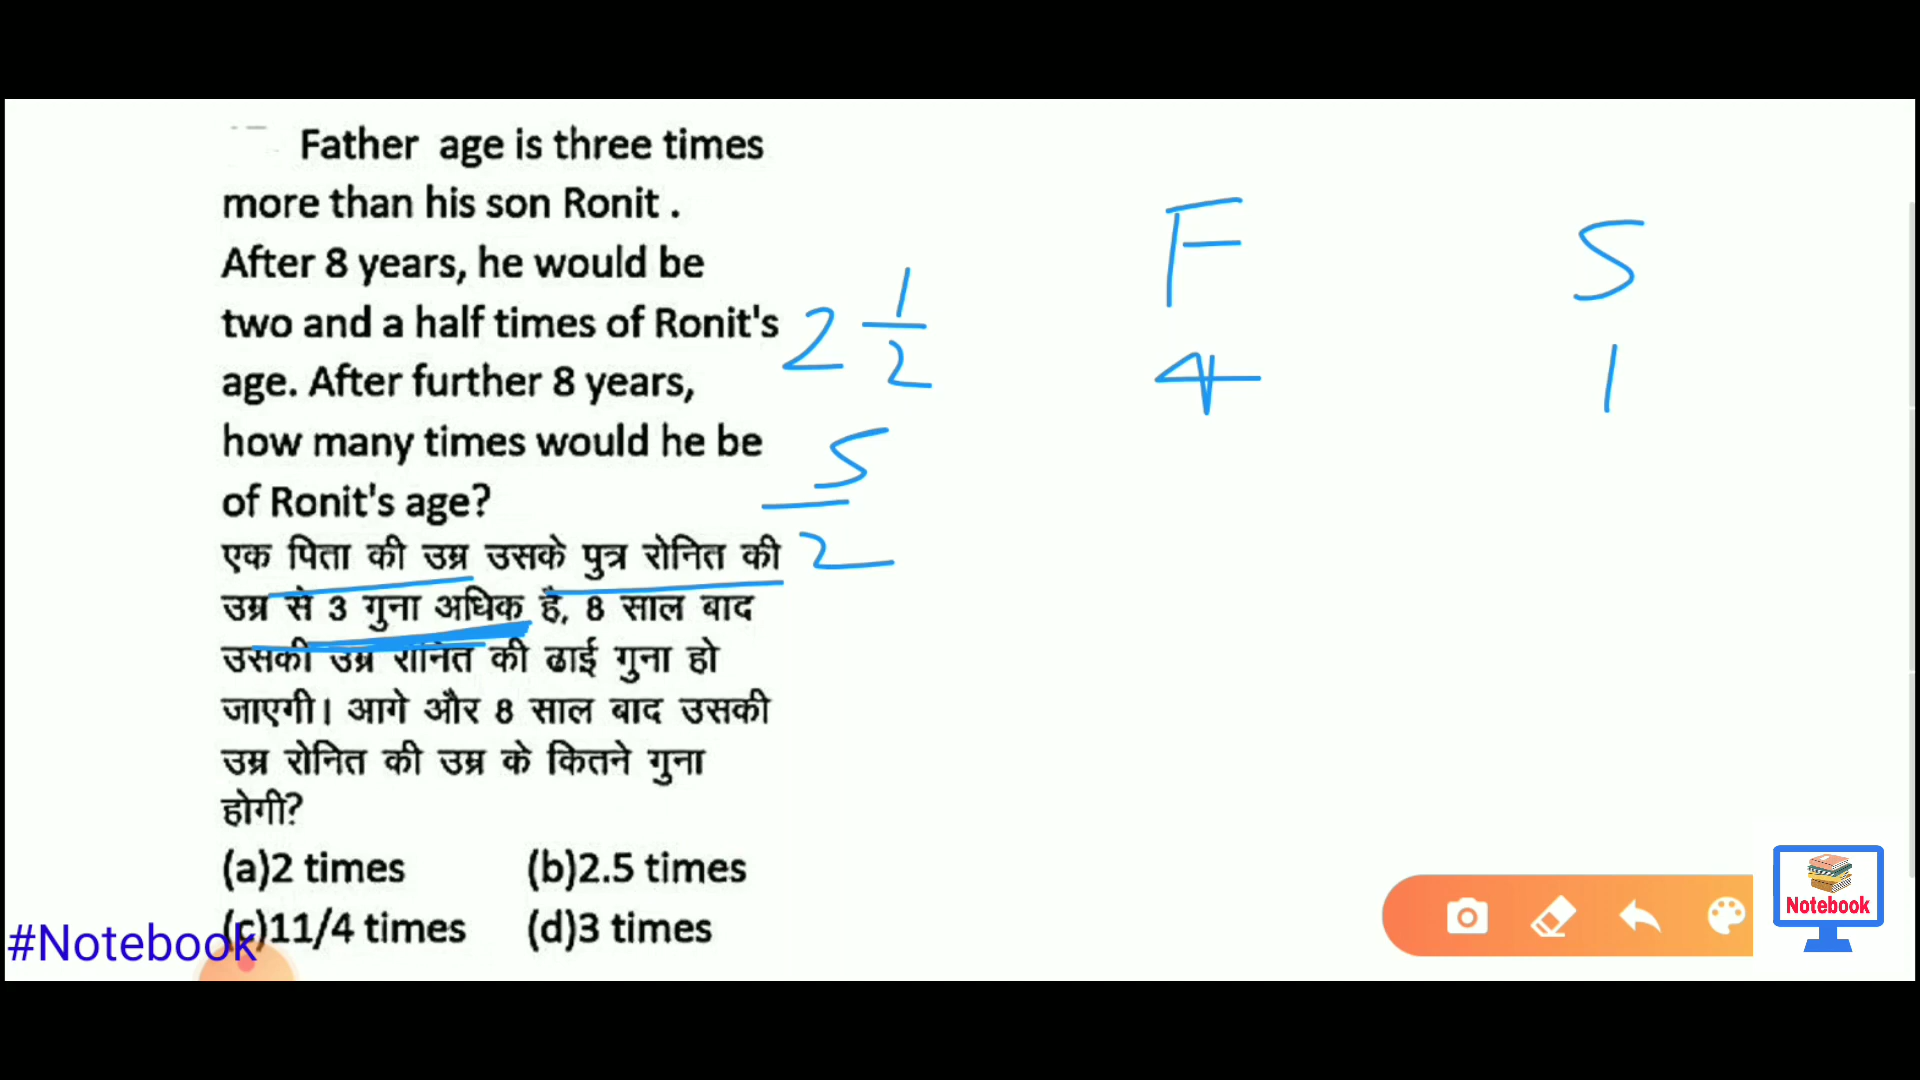 Father age is three times
more than his son Ronit .
After 8 years, he would be
two and a half times of Ronit's
age. After further 8 years,
how many times would he be
of Ronit's age?
एक पिता की उम्र उसके पुत्र रोनित की
उम्र से 3 गुना अधिक है, 8 साल बाद
उसकी उम्र रोनित की ढाई गुना हो
जाएगी। आगे और 8 साल बाद उसकी
उम्र रोनित की उम्र के कितने गुना
होगी?
(a)2 times (b)2.5 times
(c)11/4 times (d)3 times
#Notebook
2 1/2
5/2
F S
4 1
Notebook